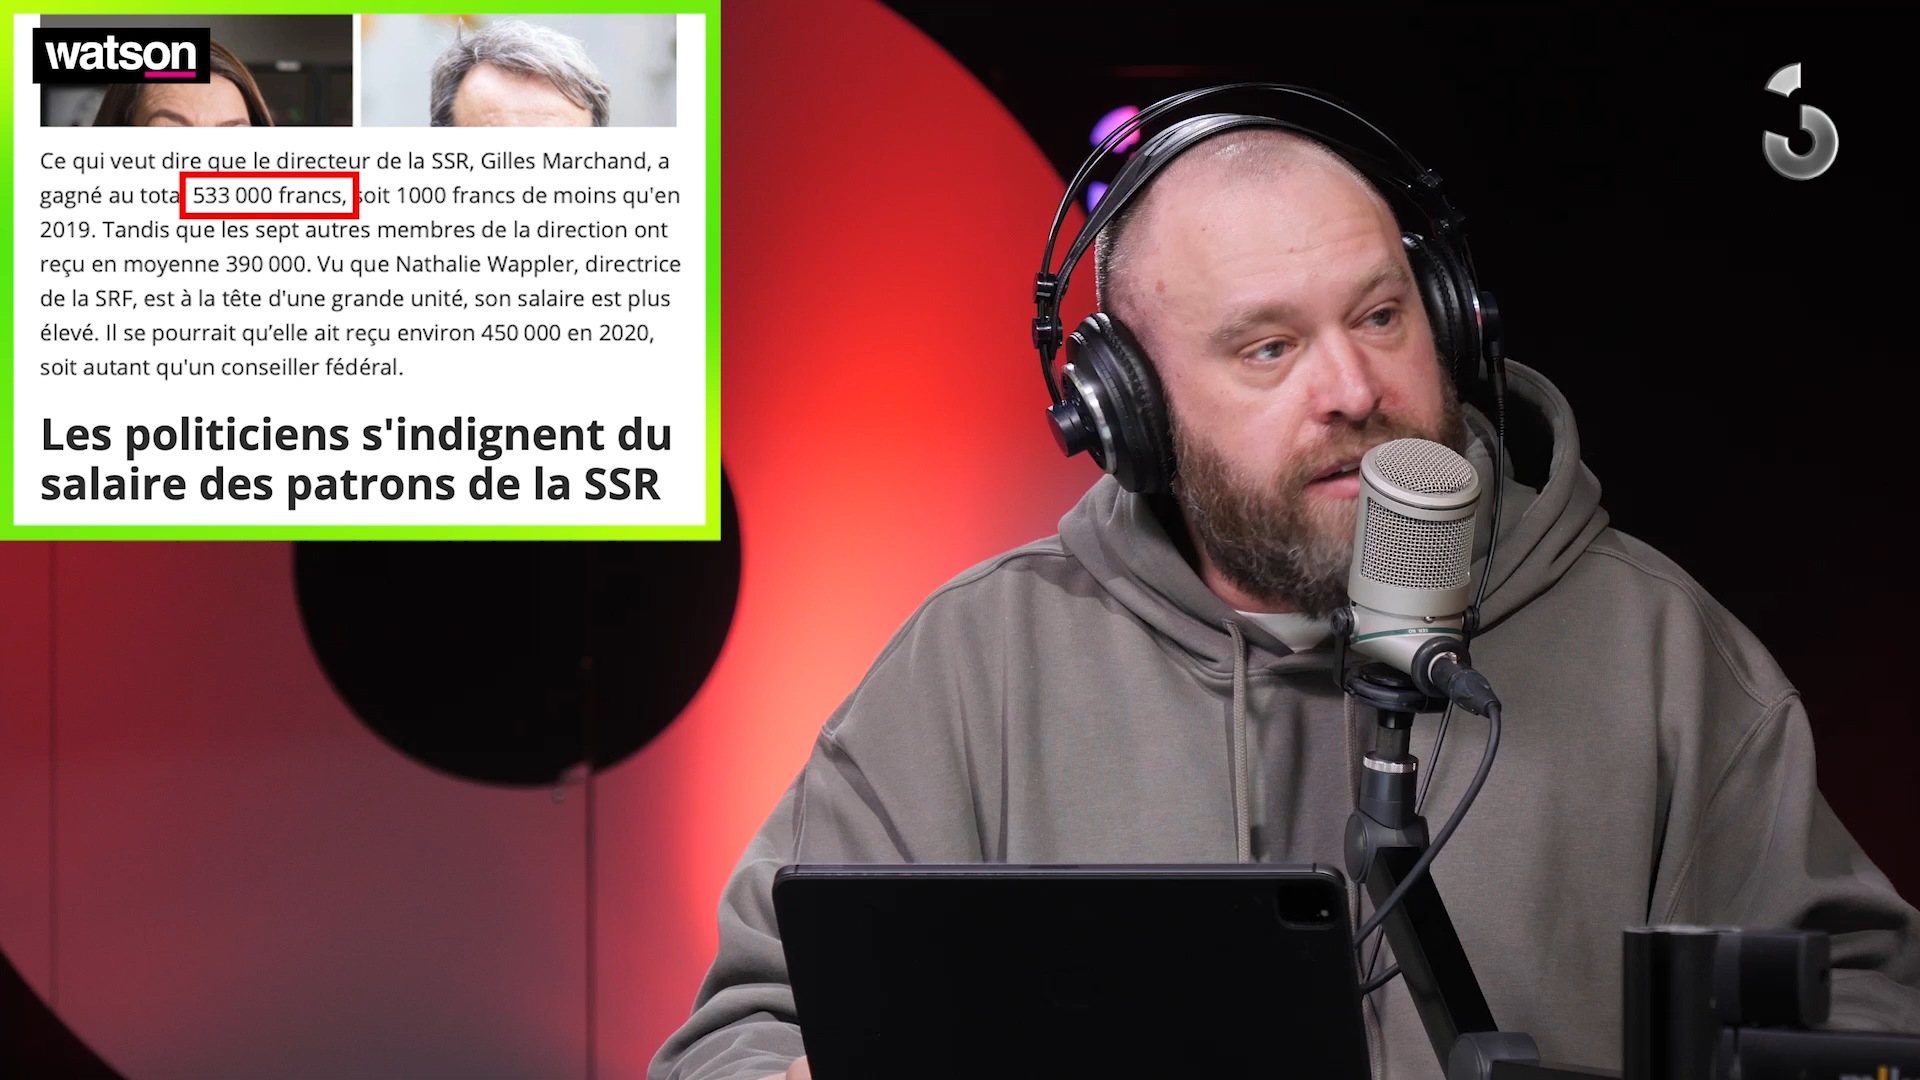 watson
Ce qui veut dire que le directeur de la SSR, Gilles Marchand, a
gagné au tota 533 000 francs, soit 1000 francs de moins qu'en
2019. Tandis que les sept autres membres de la direction ont
reçu en moyenne 390 000. Vu que Nathalie Wappler, directrice
de la SRF, est à la tête d'une grande unité, son salaire est plus
élevé. Il se pourrait qu’elle ait reçu environ 450 000 en 2020,
soit autant qu'un conseiller fédéral.
Les politiciens s'indignent du
salaire des patrons de la SSR
3